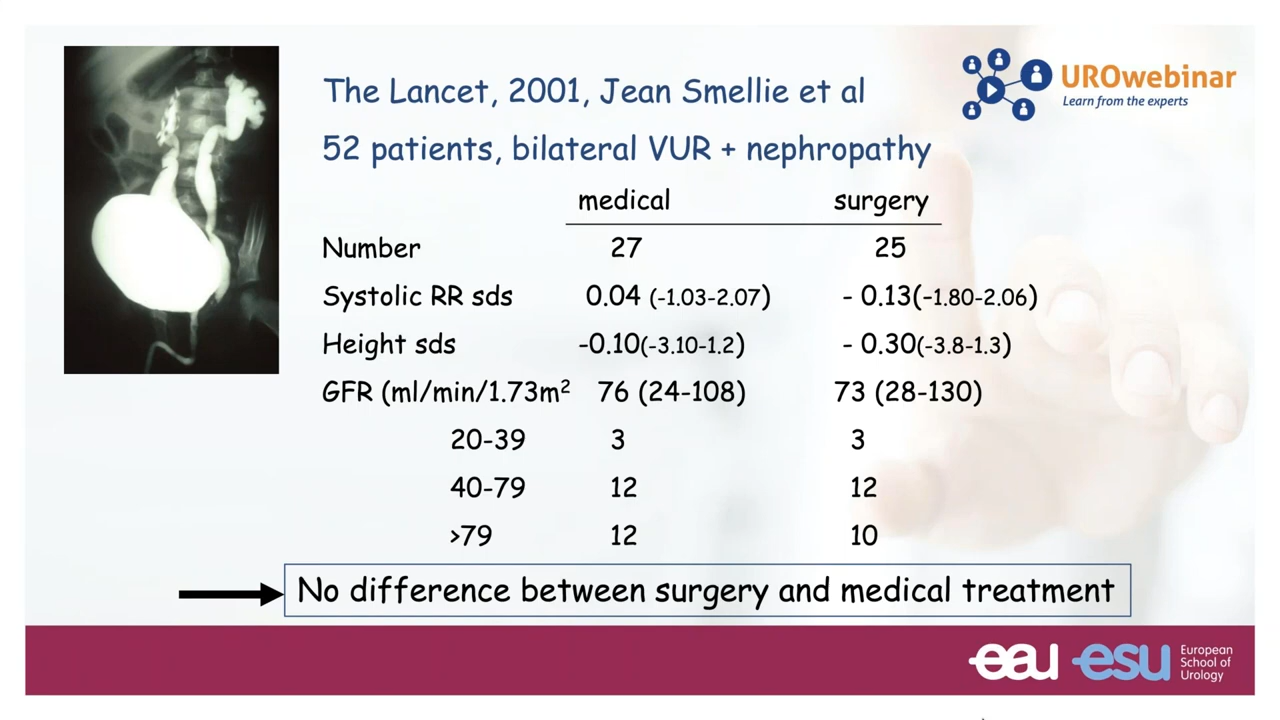 UROwebinar
Learn from the experts
The Lancet, 2001, Jean Smellie et al
52 patients, bilateral VUR + nephropathy
medical surgery
Number 27 25
Systolic RR sds 0.04 (-1.03-2.07) - 0.13(-1.80-2.06)
Height sds -0.10(-3.10-1.2) - 0.30(-3.8-1.3)
GFR (ml/min/1.73m² 76 (24-108) 73 (28-130)
20-39 3 3
40-79 12 12
>79 12 10
No difference between surgery and medical treatment
eau esu European
School of
Urology